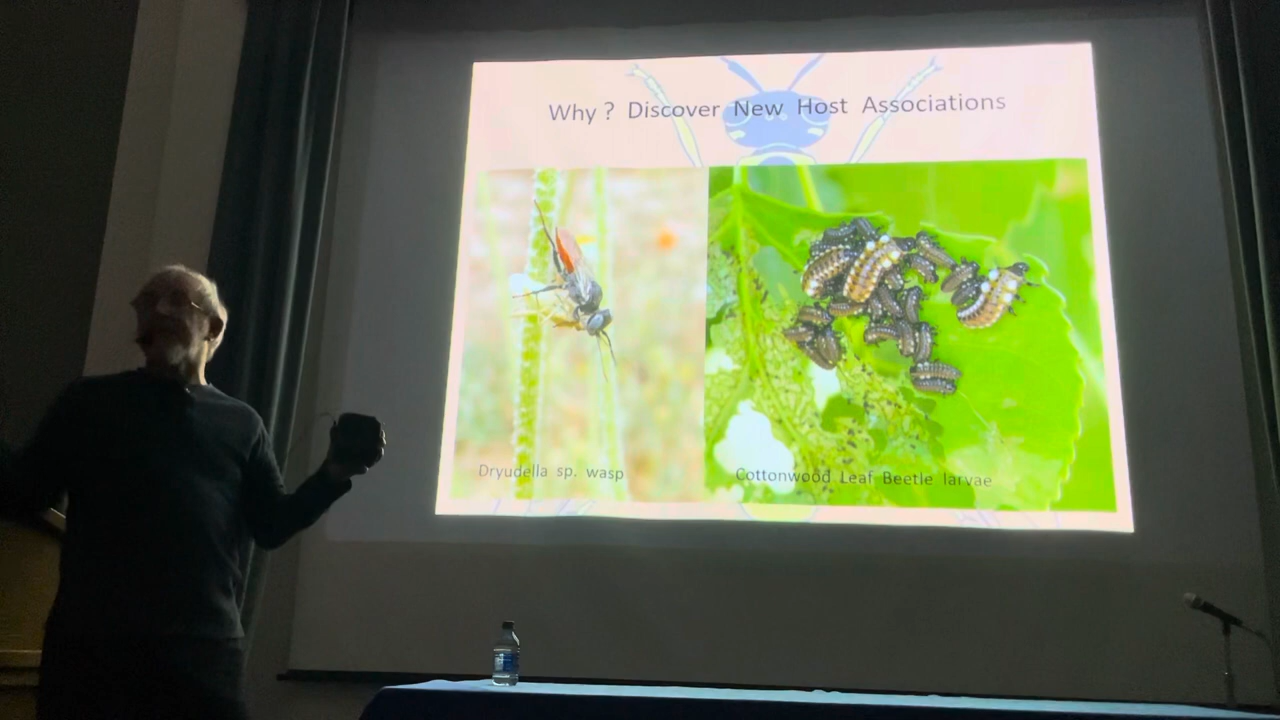 Why ? Discover New Host Associations
Dryudella sp. wasp
Cottonwood Leaf Beetle larvae